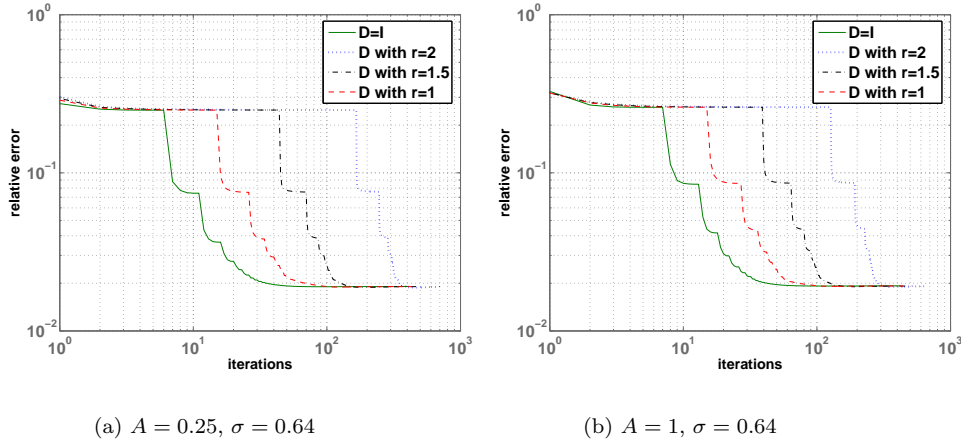 10^0
10^-1
10^-2
relative error
10^0
10^1
10^2
10^3
iterations
D=I
D with r=2
D with r=1.5
D with r=1
(a) A = 0.25, σ = 0.64
10^0
10^-1
10^-2
relative error
10^0
10^1
10^2
10^3
iterations
D=I
D with r=2
D with r=1.5
D with r=1
(b) A = 1, σ = 0.64